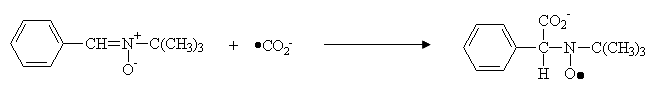 CH=N⁺—C(CH₃)₃ + •CO₂⁻ CO₂⁻
O⁻ C—N—C(CH₃)₃
H O•